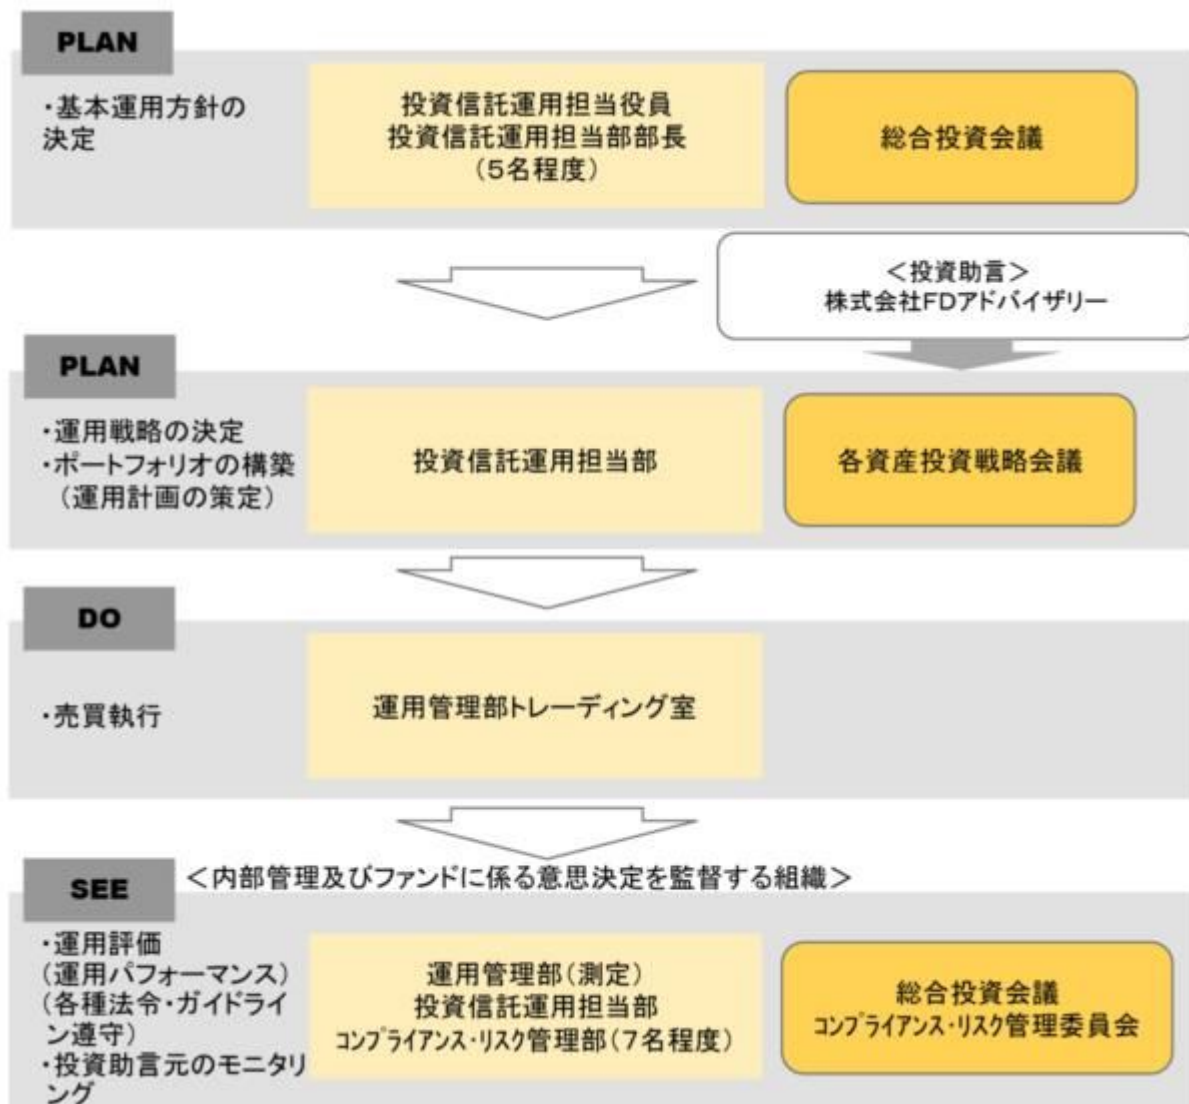 PLAN
・基本運用方針の
決定
投資信託運用担当役員
投資信託運用担当部部長
(5名程度)
総合投資会議
＜投資助言＞
株式会社FDアドバイザリー
PLAN
・運用戦略の決定
・ポートフォリオの構築
(運用計画の策定)
投資信託運用担当部
各資産投資戦略会議
DO
・売買執行
運用管理部トレーディング室
SEE
＜内部管理及びファンドに係る意思決定を監督する組織＞
・運用評価
(運用パフォーマンス)
(各種法令・ガイドライ
ン遵守)
・投資助言元のモニタリ
ング
運用管理部(測定)
投資信託運用担当部
ｺﾝﾌﾟﾗｲｱﾝｽ・ﾘｽｸ管理部(7名程度)
総合投資会議
ｺﾝﾌﾟﾗｲｱﾝｽ・ﾘｽｸ管理委員会